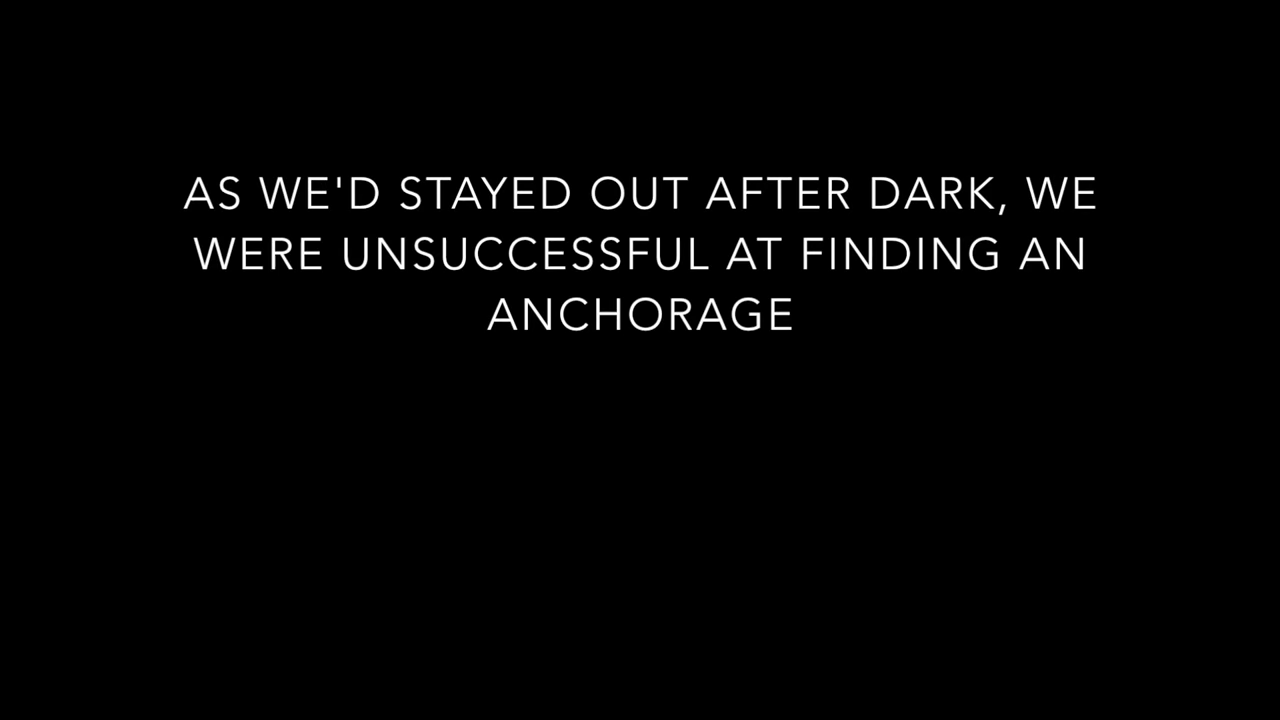 AS WE'D STAYED OUT AFTER DARK, WE
WERE UNSUCCESSFUL AT FINDING AN
ANCHORAGE